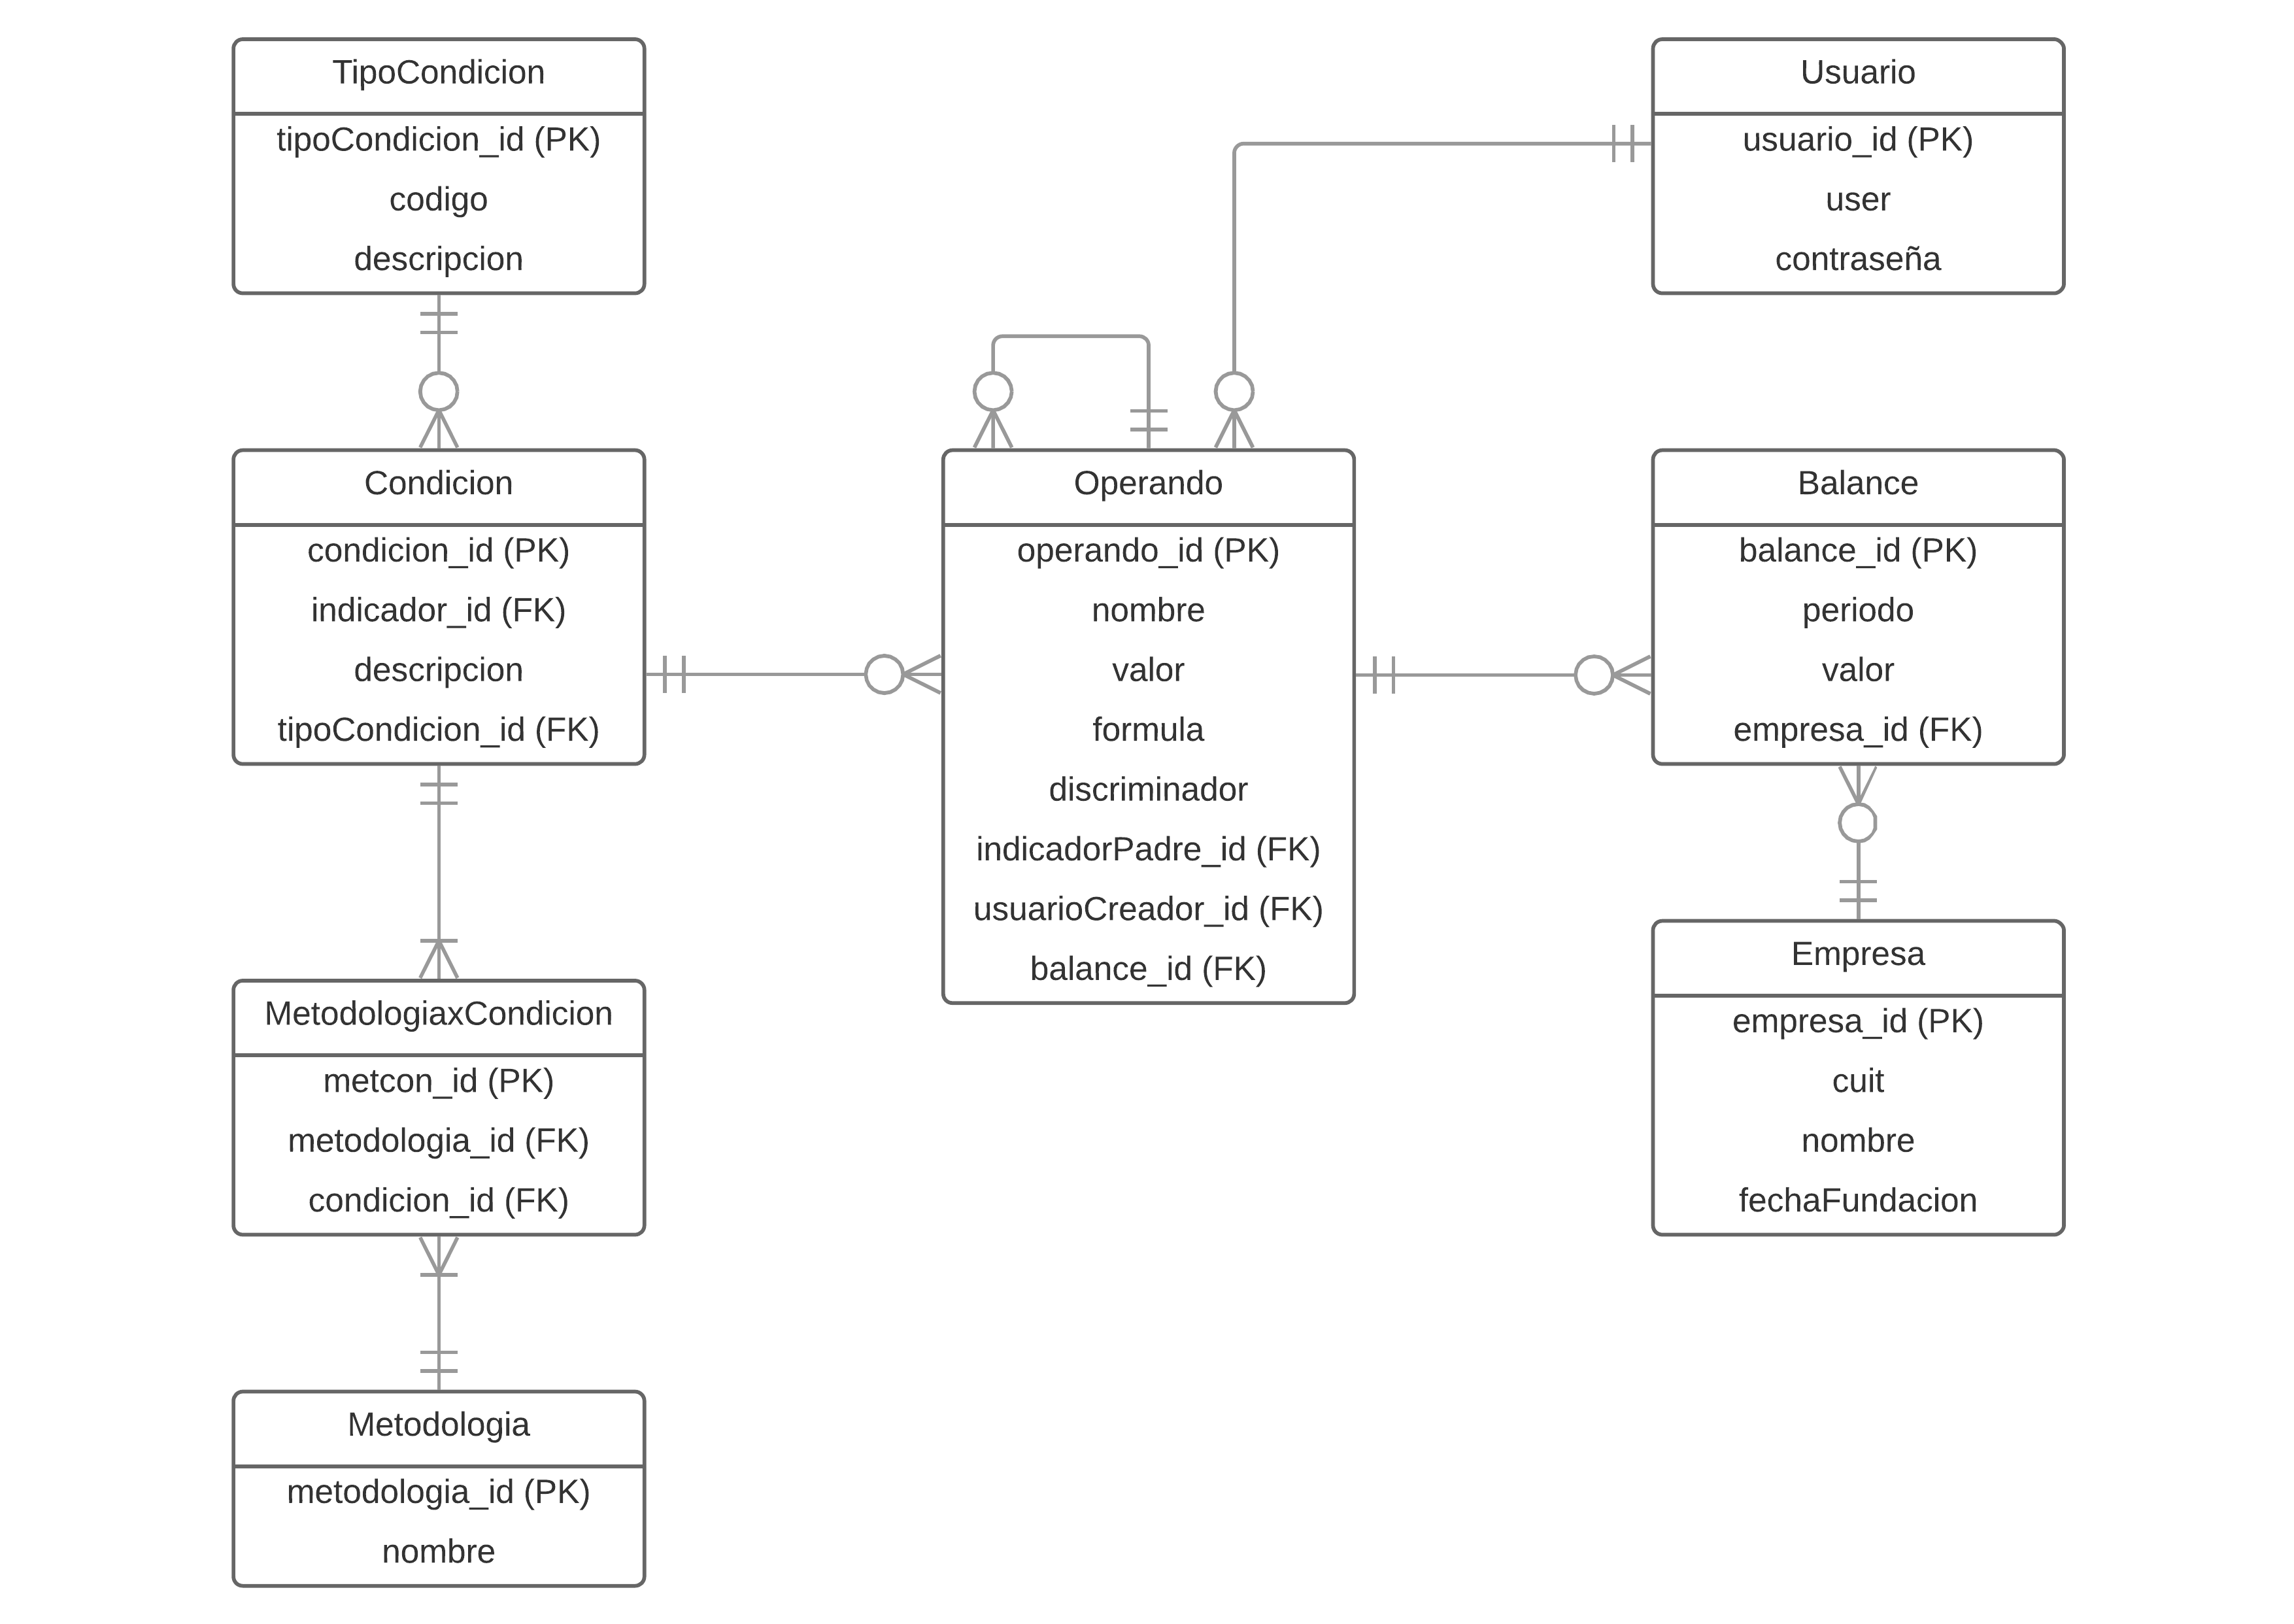 TipoCondicion
tipoCondicion_id (PK)
codigo
descripcion
Usuario
usuario_id (PK)
user
contraseña
Condicion
condicion_id (PK)
indicador_id (FK)
descripcion
tipoCondicion_id (FK)
Operando
operando_id (PK)
nombre
valor
formula
discriminador
indicadorPadre_id (FK)
usuarioCreador_id (FK)
balance_id (FK)
Balance
balance_id (PK)
periodo
valor
empresa_id (FK)
MetodologiaxCondicion
metcon_id (PK)
metodologia_id (FK)
condicion_id (FK)
Empresa
empresa_id (PK)
cuit
nombre
fechaFundacion
Metodologia
metodologia_id (PK)
nombre